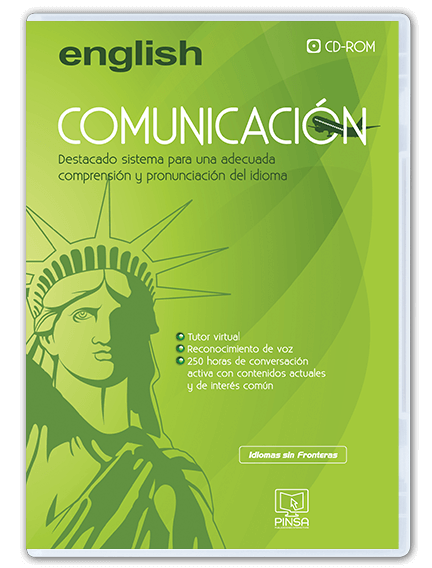 english
CD-ROM
COMUNICACIÓN
Destacado sistema para una adecuada
comprensión y pronunciación del idioma
Tutor virtual
Reconocimiento de voz
250 horas de conversación
activa con contenidos actuales
y de interés común
Idiomas sin Fronteras
PINSA